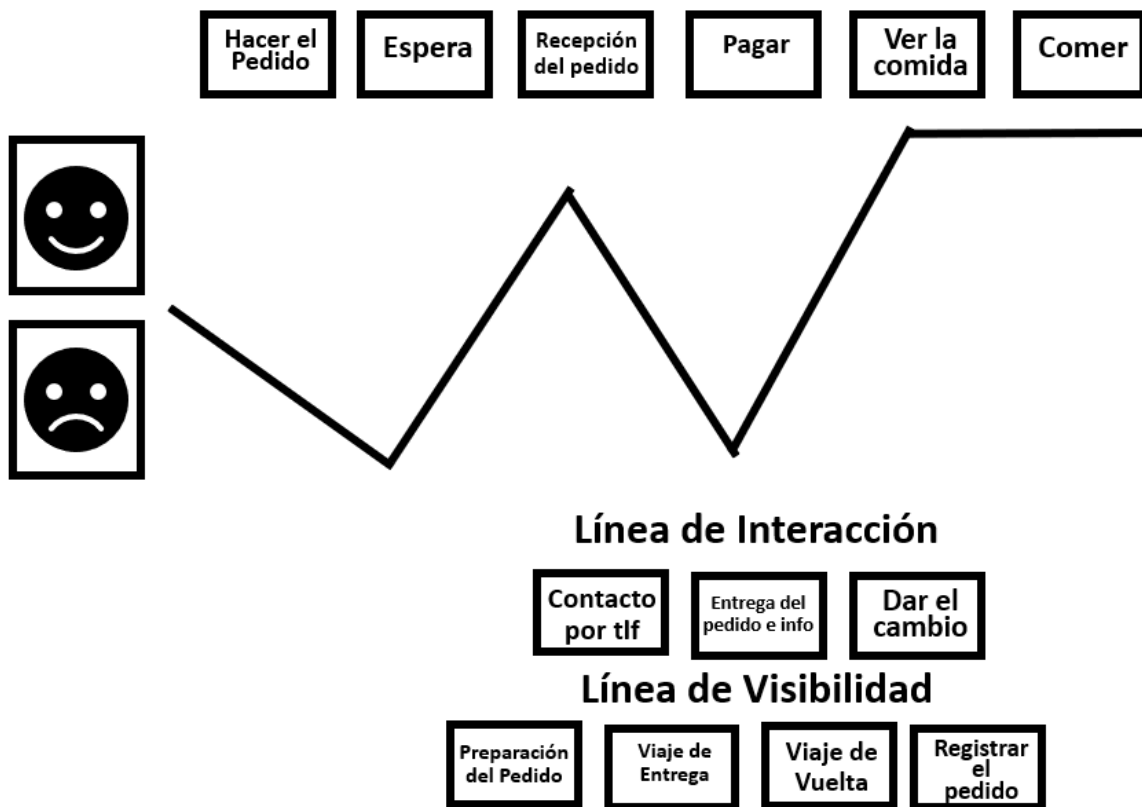 Hacer el
Pedido
Espera
Recepción
del pedido
Pagar
Ver la
comida
Comer
Línea de Interacción
Contacto
por tlf
Entrega del
pedido e info
Dar el
cambio
Línea de Visibilidad
Preparación
del Pedido
Viaje de
Entrega
Viaje de
Vuelta
Registrar
el
pedido